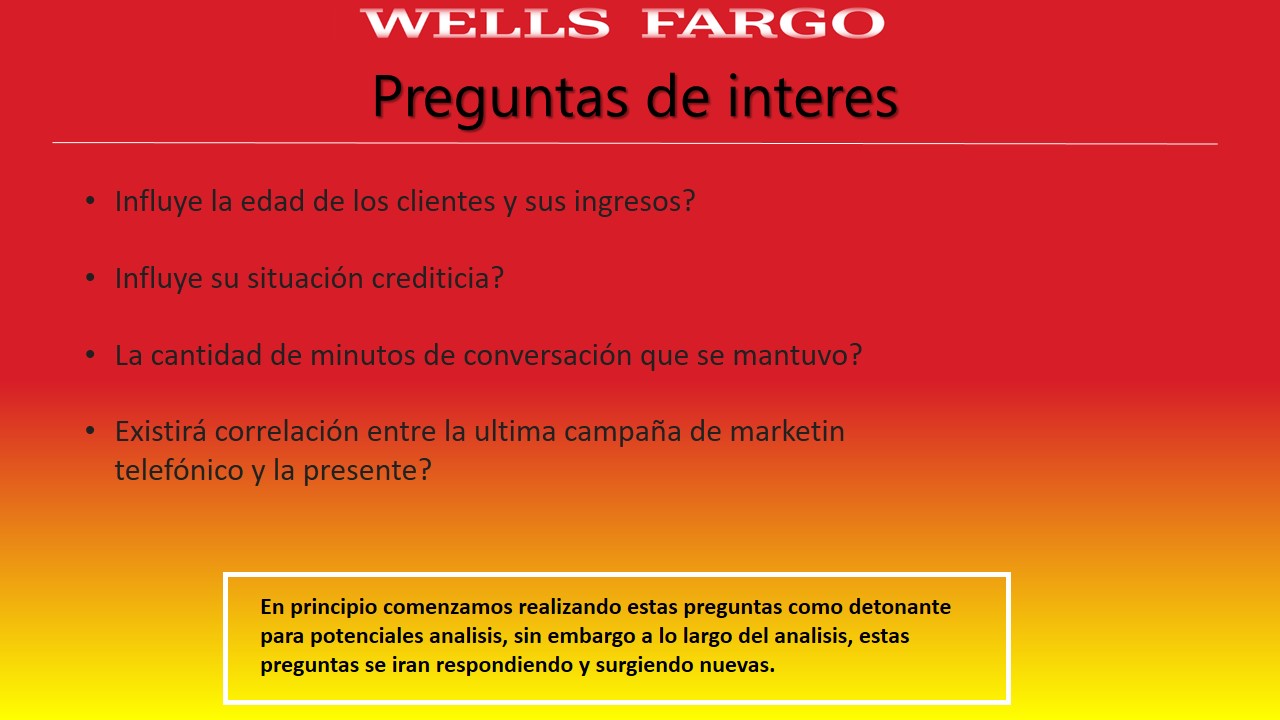 WELLS FARGO
Preguntas de interes
• Influye la edad de los clientes y sus ingresos?
• Influye su situación crediticia?
• La cantidad de minutos de conversación que se mantuvo?
• Existirá correlación entre la ultima campaña de marketin
telefónico y la presente?
En principio comenzamos realizando estas preguntas como detonante
para potenciales analisis, sin embargo a lo largo del analisis, estas
preguntas se iran respondiendo y surgiendo nuevas.